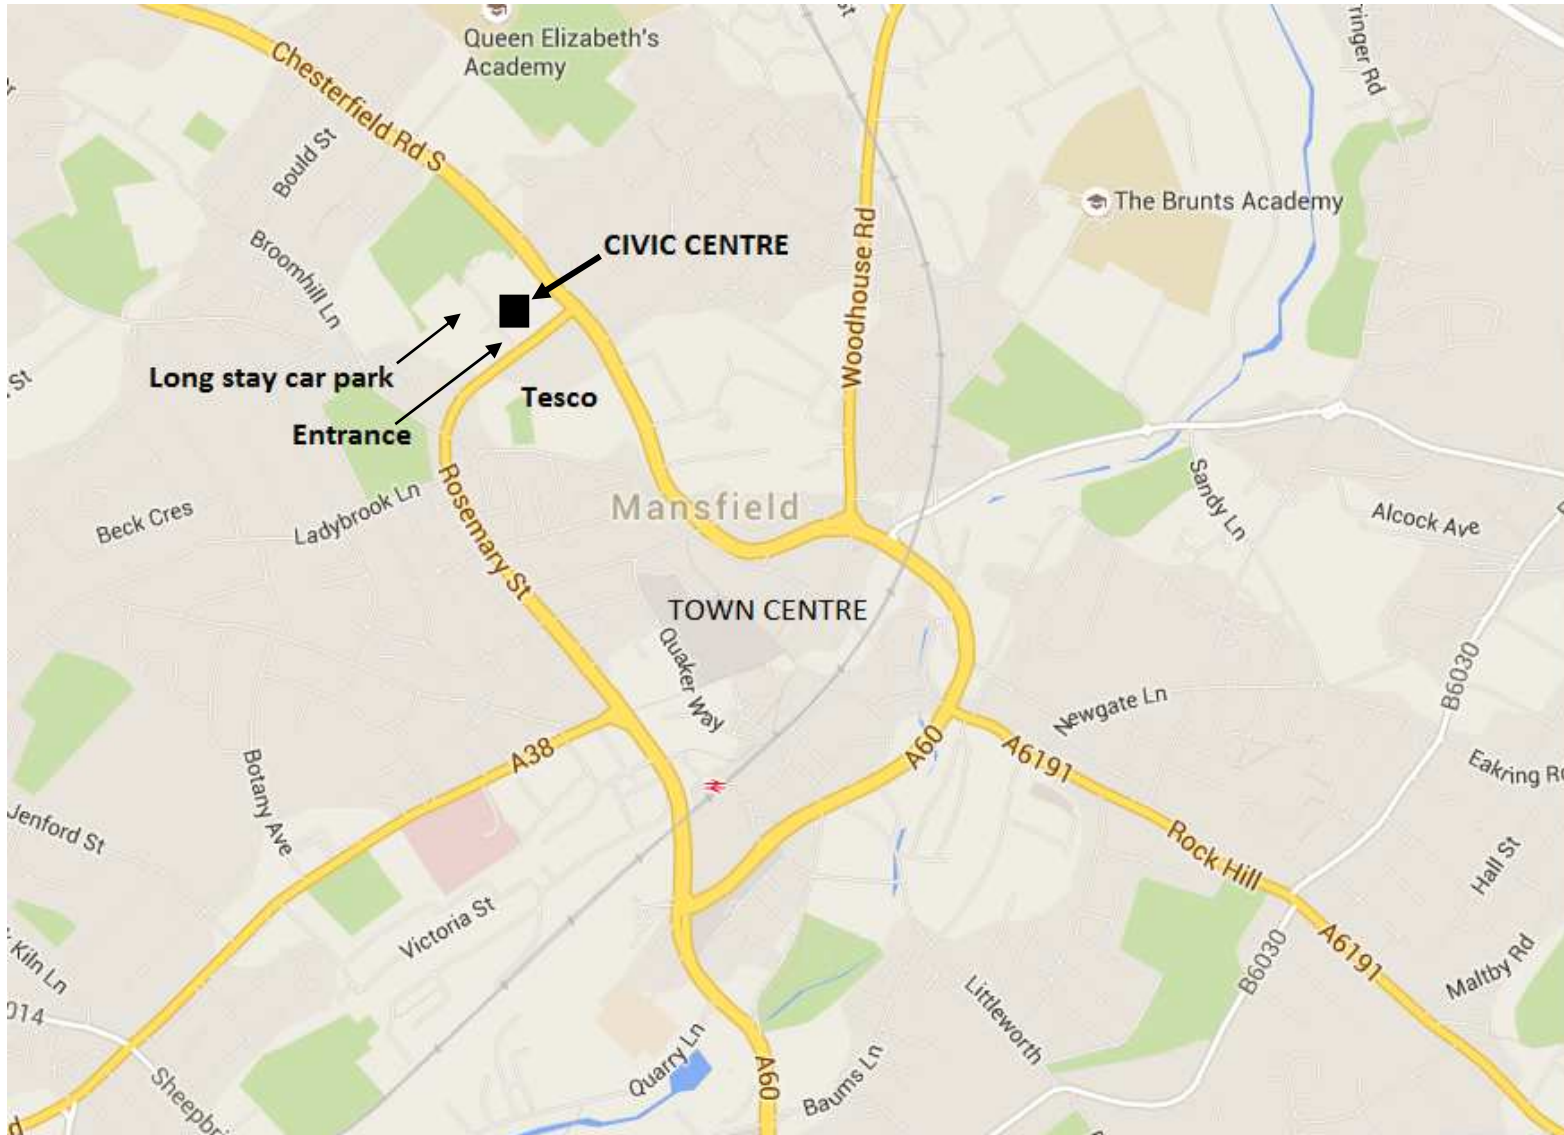 Queen Elizabeth's
Academy
Chesterfield Rd S
Bould St
The Brunts Academy
CIVIC CENTRE
Broomhill Ln
Woodhouse Rd
Long stay car park
Tesco
Entrance
St
Rosemary St
Mansfield
Sandy Ln
Beck Cres
Ladybrook Ln
Alcock Ave
TOWN CENTRE
Quaker Way
B6030
Newgate Ln
A38
A60
A6191
Botany Ave
Eakring
Jenford St
Rock Hill
Hall St
Victoria St
A6191
B6030
Maltby Rd
Kiln Ln
014
Littleworth
Quarry Ln
A60
Baums Ln